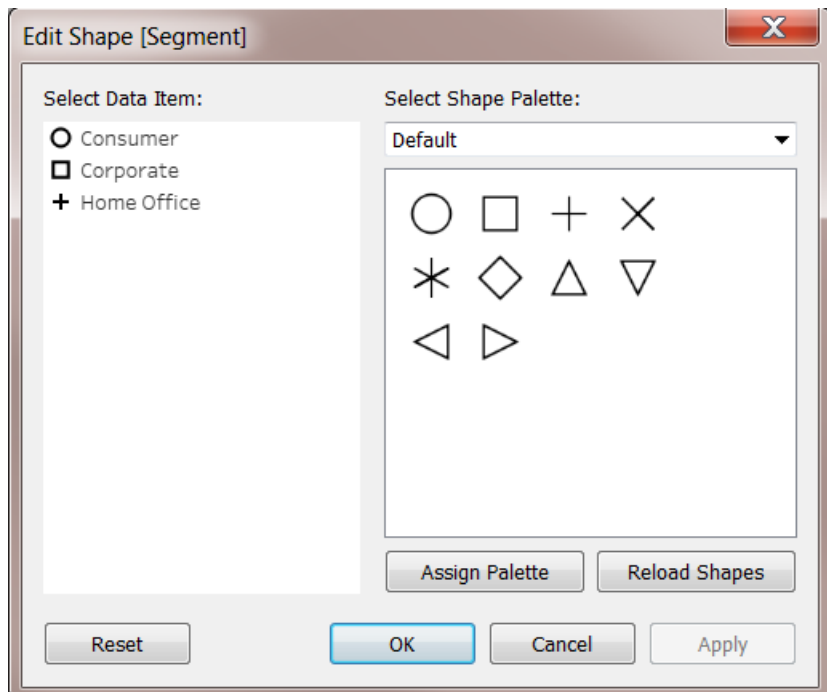 Edit Shape [Segment]
Select Data Item:
Consumer
Corporate
Home Office
Select Shape Palette:
Default
Assign Palette
Reload Shapes
Reset
OK
Cancel
Apply